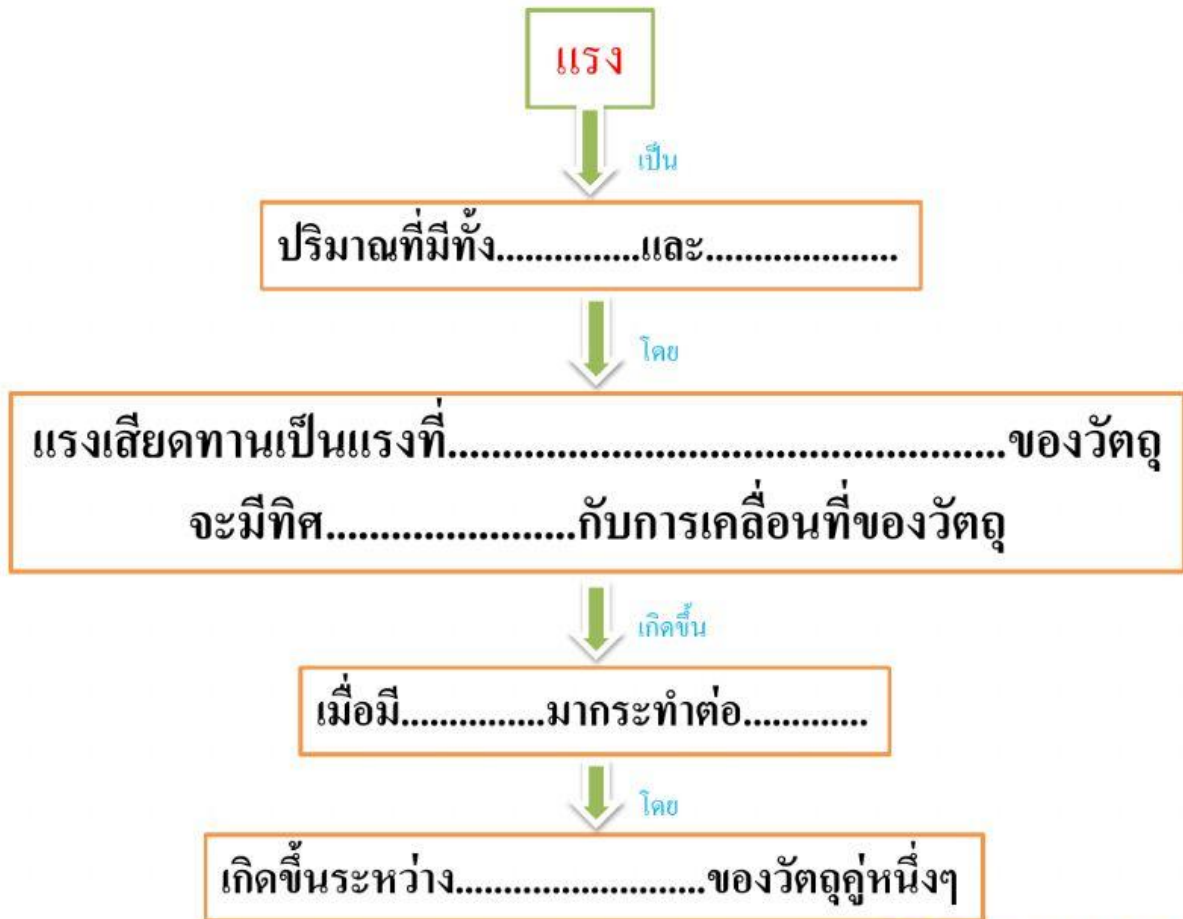 แรง
เป็น
ปริมาณที่มีทั้ง...............และ....................
โดย
แรงเสียดทานเป็นแรงที่...................................................ของวัตถุ
จะมีทิศ.......................กับการเคลื่อนที่ของวัตถุ
เกิดขึ้น
เมื่อมี...............มากระทำต่อ.............
โดย
เกิดขึ้นระหว่าง..........................ของวัตถุคู่หนึ่งๆ